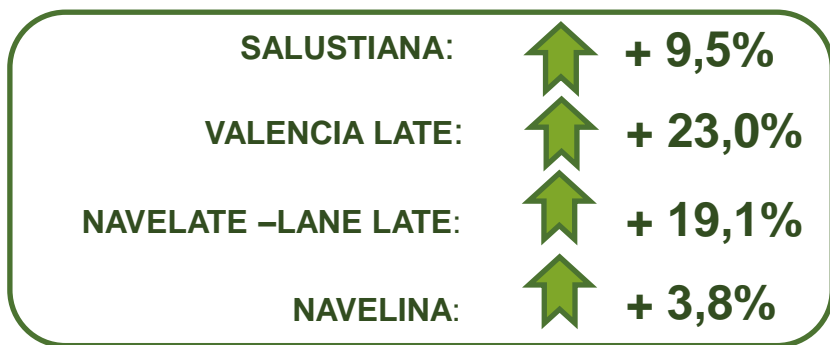 SALUSTIANA: + 9,5%
VALENCIA LATE: + 23,0%
NAVELATE –LANE LATE: + 19,1%
NAVELINA: + 3,8%